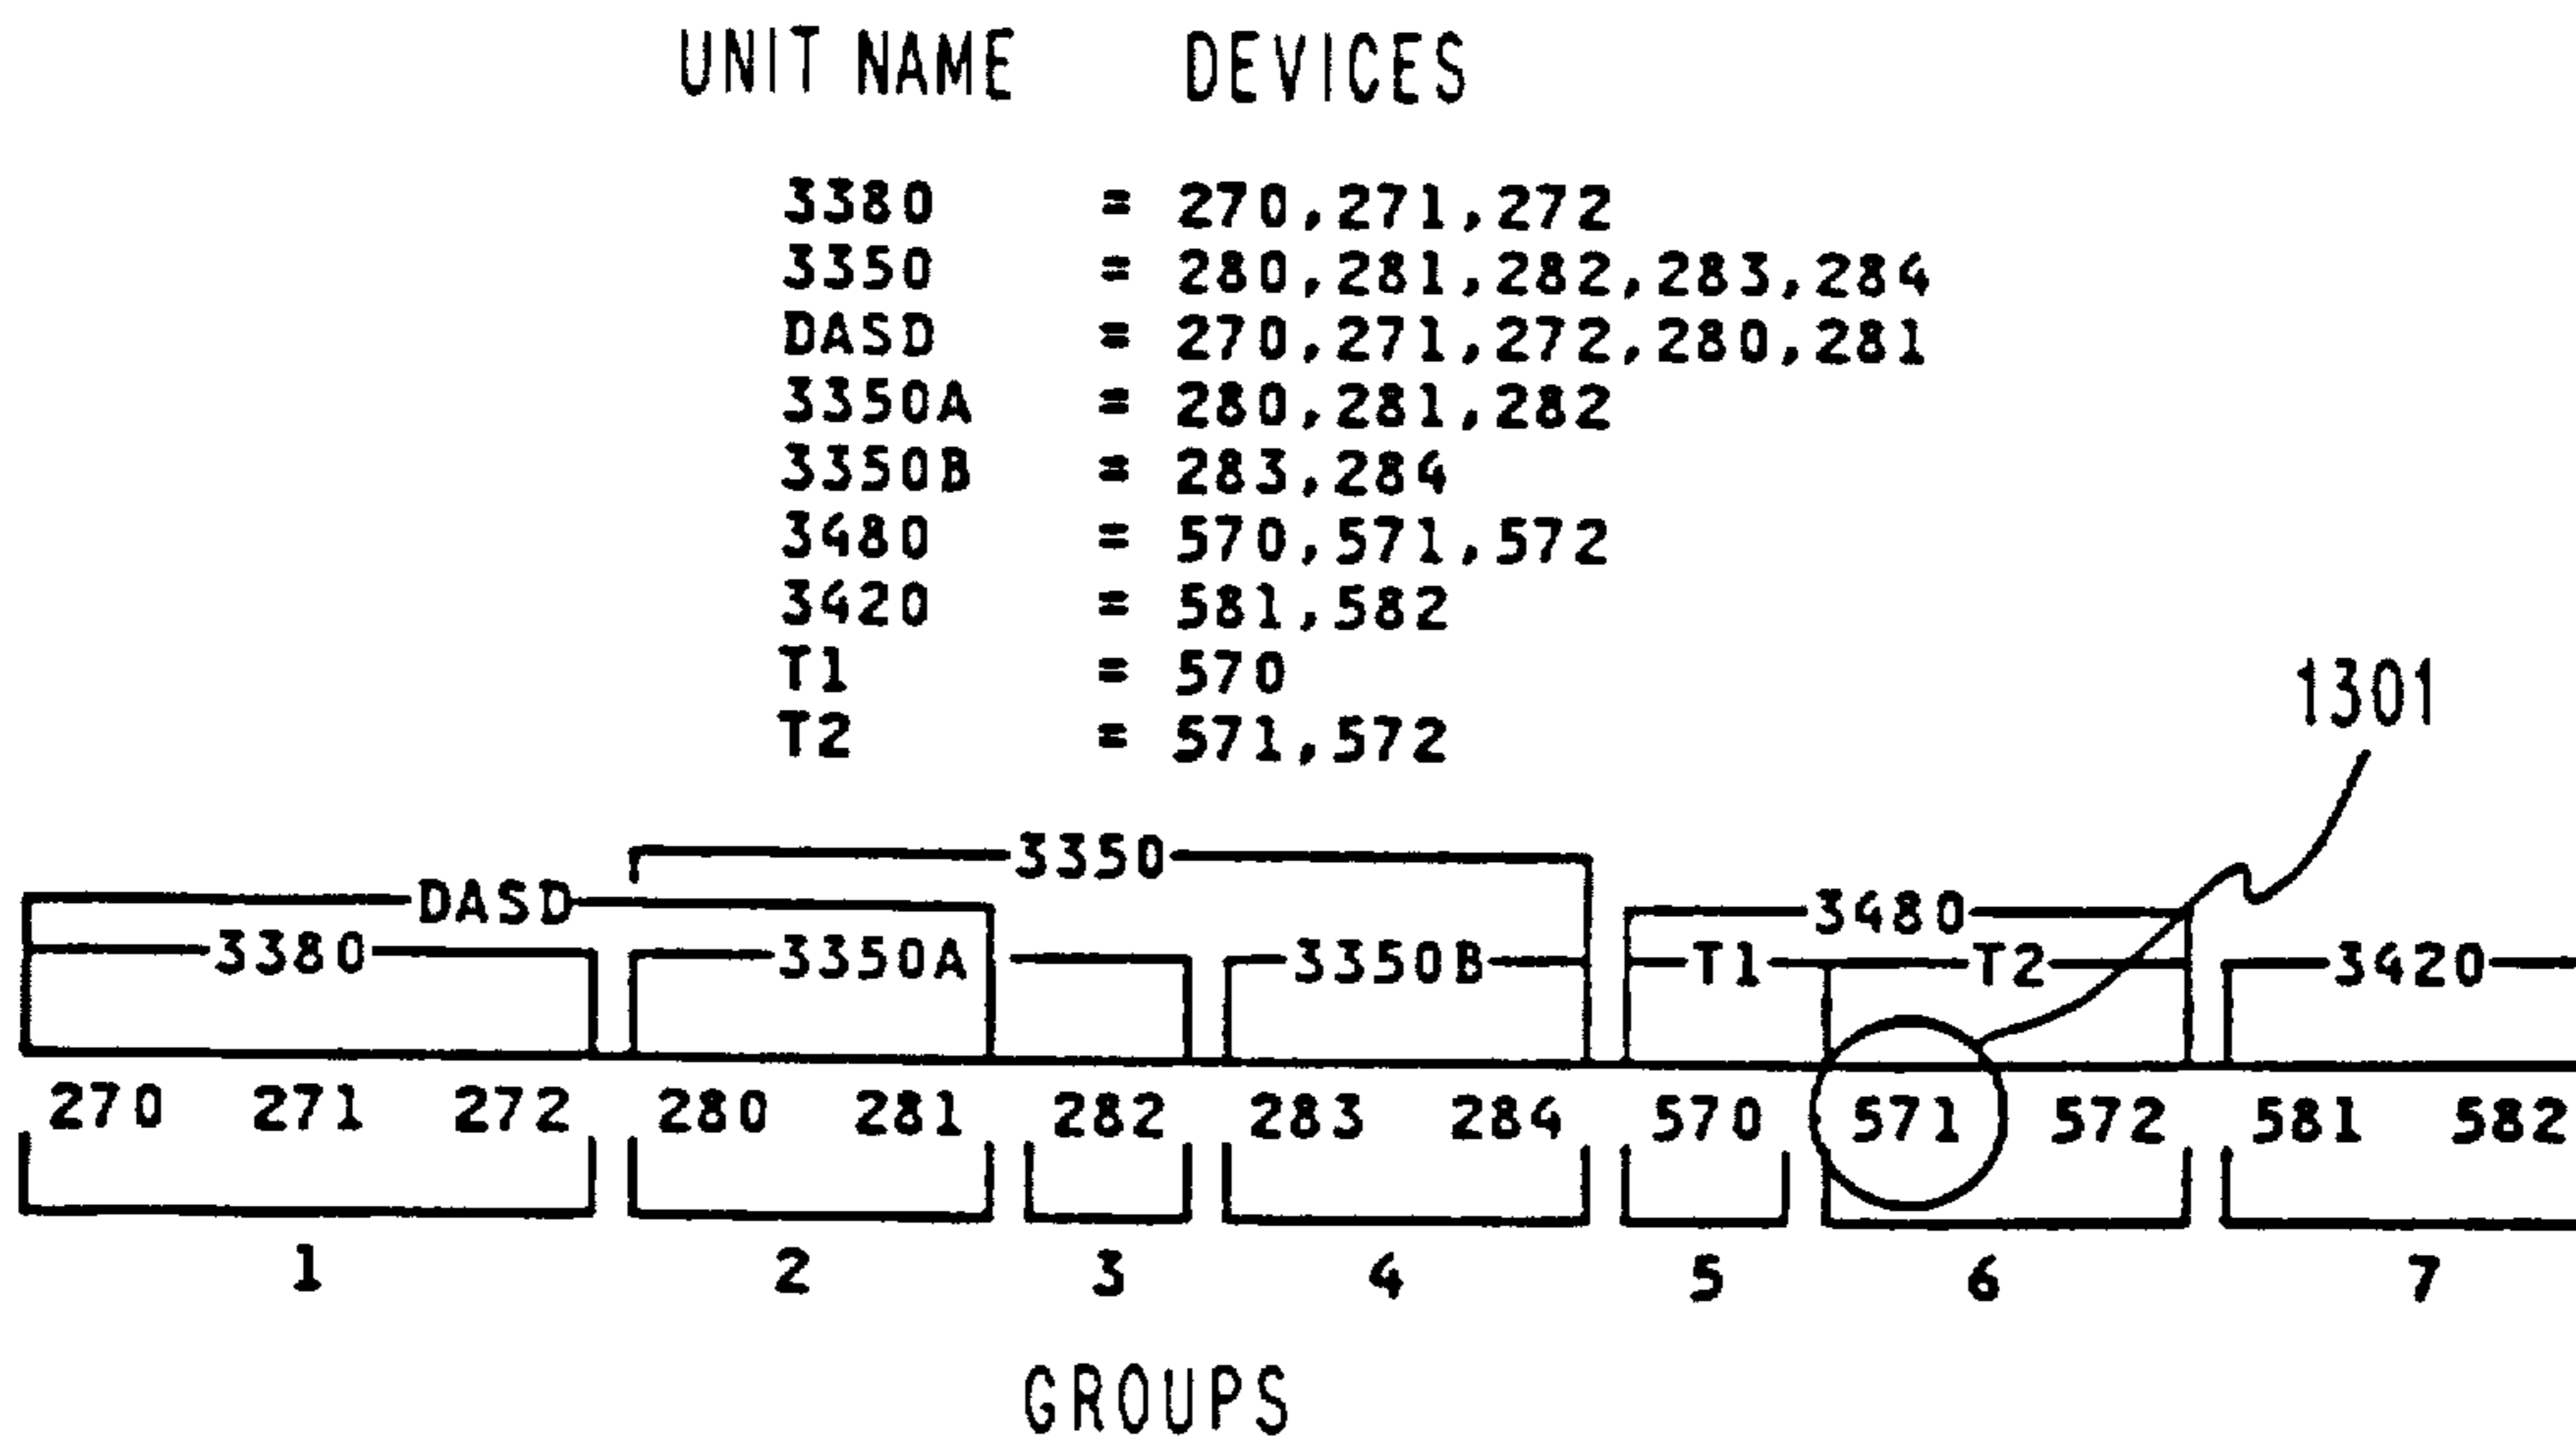 UNIT NAME DEVICES
3380 = 270,271,272
3350 = 280,281,282,283,284
DASD = 270,271,272,280,281
3350A = 280,281,282
3350B = 283,284
3480 = 570,571,572
3420 = 581,582
T1 = 570
T2 = 571,572
1301
3350
DASD 3480
3380 3350A 3350B T1 T2 3420
270 271 272 280 281 282 283 284 570 571 572 581 582
1 2 3 4 5 6 7
GROUPS